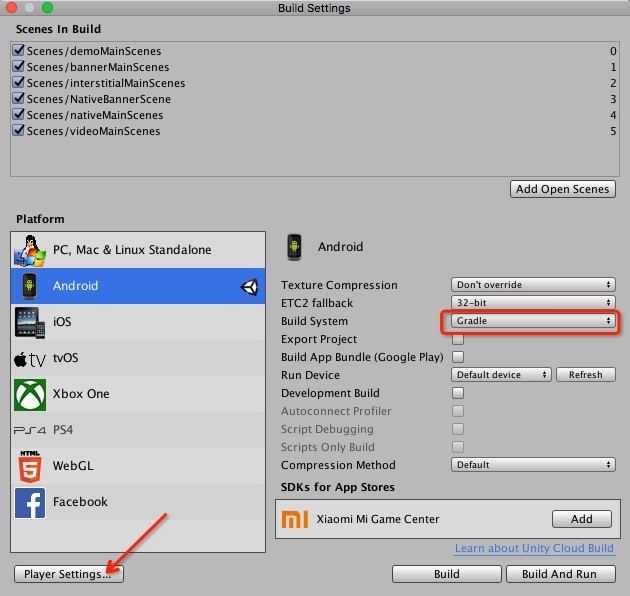 Build Settings
Scenes In Build
Scenes/demoMainScenes 0
Scenes/bannerMainScenes 1
Scenes/interstitialMainScenes 2
Scenes/NativeBannerScene 3
Scenes/nativeMainScenes 4
Scenes/videoMainScenes 5
Add Open Scenes
Platform
PC, Mac & Linux Standalone
Android
iOS
tv tvOS
Xbox One
PS4 PS4
HTML
5 WebGL
f Facebook
Android
Texture Compression Don't override
ETC2 fallback 32-bit
Build System Gradle
Export Project
Build App Bundle (Google Play)
Run Device Default device Refresh
Development Build
Autoconnect Profiler
Script Debugging
Scripts Only Build
Compression Method Default
SDKs for App Stores
mi Xiaomi Mi Game Center Add
Learn about Unity Cloud Build
Player Settings... Build Build And Run